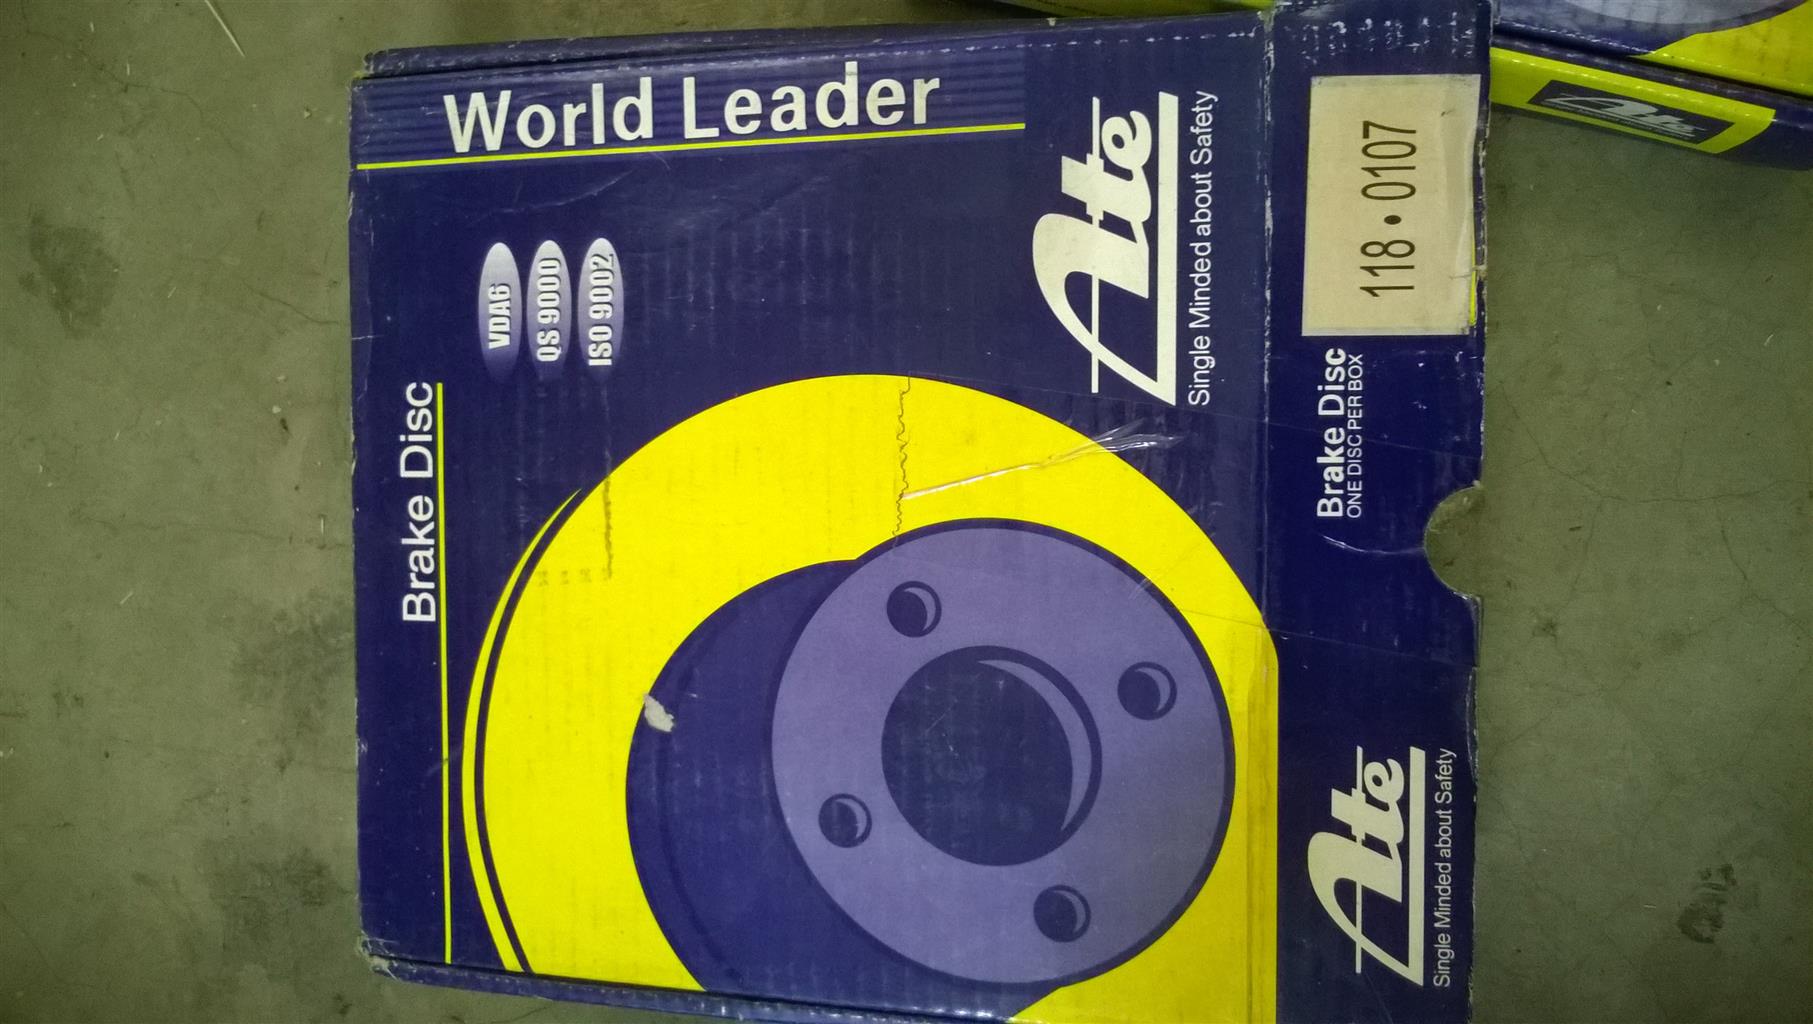 World Leader
VDA6
QS 9000
ISO 9002
Brake Disc
Ate
Single Minded about Safety
118•0107
Brake Disc
ONE DISC PER BOX
Ate
Single Minded about Safety
Ate